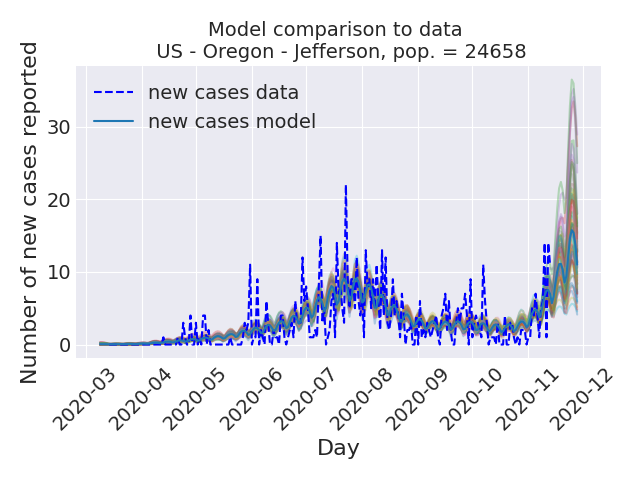 Model comparison to data
US - Oregon - Jefferson, pop. = 24658
new cases data
new cases model
Number of new cases reported
30
20
10
0
2020-03
2020-04
2020-05
2020-06
2020-07
2020-08
2020-09
2020-10
2020-11
2020-12
Day